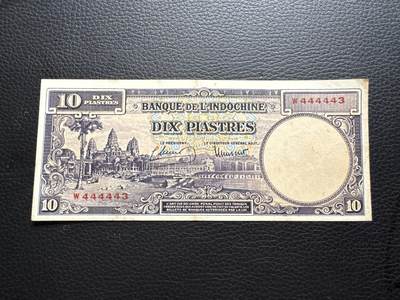 10 DIX PIASTRES
BANQUE DE L'INDOCHINE
W 444443
DIX PIASTRES
LE PRÉSIDENT, LE DIRECTEUR GÉNÉRAL ADJT.
W 444443
10
10